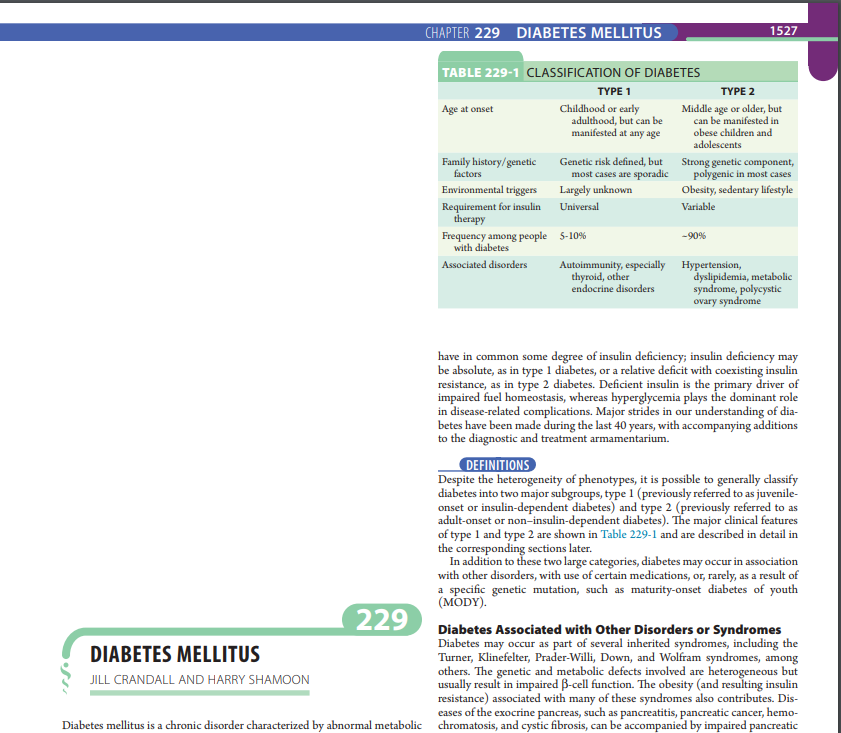 CHAPTER 229 DIABETES MELLITUS 1527
229
DIABETES MELLITUS
JILL CRANDALL AND HARRY SHAMOON
Diabetes mellitus is a chronic disorder characterized by abnormal metabolic
TABLE 229-1 CLASSIFICATION OF DIABETES
TYPE 1 TYPE 2
Age at onset Childhood or early Middle age or older, but
adulthood, but can be can be manifested in
manifested at any age obese children and
adolescents
Family history/genetic Genetic risk defined, but Strong genetic component,
factors most cases are sporadic polygenic in most cases
Environmental triggers Largely unknown Obesity, sedentary lifestyle
Requirement for insulin Universal Variable
therapy
Frequency among people 5-10% ~90%
with diabetes
Associated disorders Autoimmunity, especially Hypertension,
thyroid, other dyslipidemia, metabolic
endocrine disorders syndrome, polycystic
ovary syndrome
have in common some degree of insulin deficiency; insulin deficiency may
be absolute, as in type 1 diabetes, or a relative deficit with coexisting insulin
resistance, as in type 2 diabetes. Deficient insulin is the primary driver of
impaired fuel homeostasis, whereas hyperglycemia plays the dominant role
in disease-related complications. Major strides in our understanding of dia-
betes have been made during the last 40 years, with accompanying additions
to the diagnostic and treatment armamentarium.
DEFINITIONS
Despite the heterogeneity of phenotypes, it is possible to generally classify
diabetes into two major subgroups, type 1 (previously referred to as juvenile-
onset or insulin-dependent diabetes) and type 2 (previously referred to as
adult-onset or non–insulin-dependent diabetes). The major clinical features
of type 1 and type 2 are shown in Table 229-1 and are described in detail in
the corresponding sections later.
In addition to these two large categories, diabetes may occur in association
with other disorders, with use of certain medications, or, rarely, as a result of
a specific genetic mutation, such as maturity-onset diabetes of youth
(MODY).
Diabetes Associated with Other Disorders or Syndromes
Diabetes may occur as part of several inherited syndromes, including the
Turner, Klinefelter, Prader-Willi, Down, and Wolfram syndromes, among
others. The genetic and metabolic defects involved are heterogeneous but
usually result in impaired β-cell function. The obesity (and resulting insulin
resistance) associated with many of these syndromes also contributes. Dis-
eases of the exocrine pancreas, such as pancreatitis, pancreatic cancer, hemo-
chromatosis, and cystic fibrosis, can be accompanied by impaired pancreatic